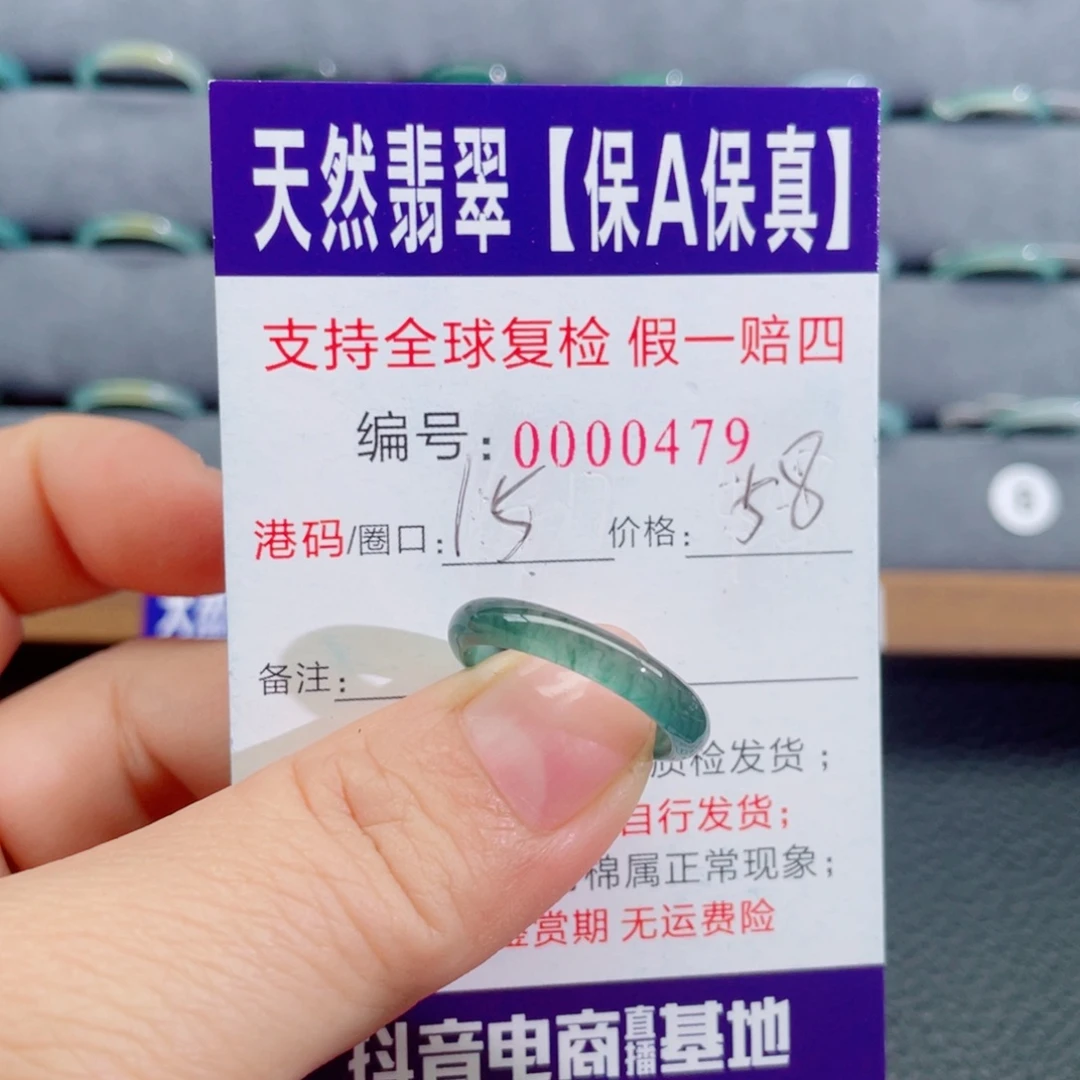 天然翡翠【保A保真】
支持全球复检 假一赔四
编号:0000479
港码/圈口:15 价格:58
备注:
质检发货;
自行发货;
棉属正常现象;
鉴赏期 无运费险
抖音电商直播基地
天然